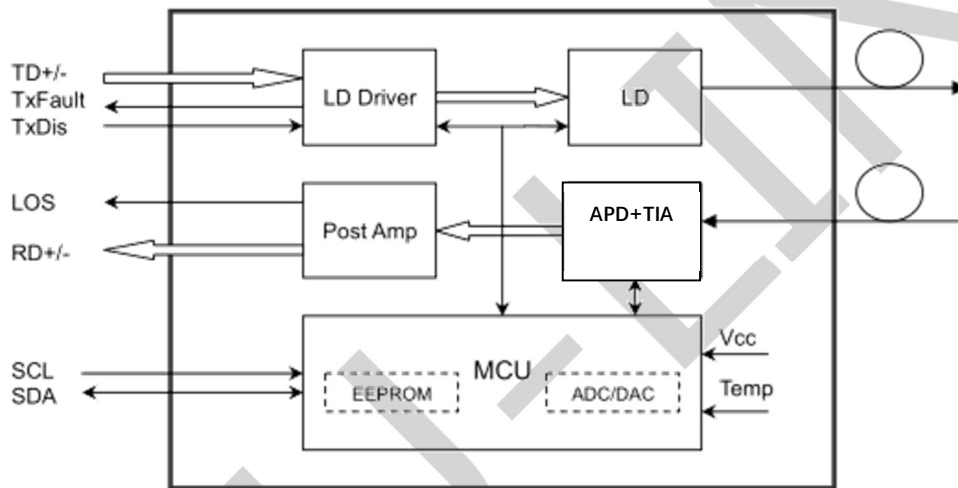 TD+/-
TxFault
TxDis
LD Driver
LD
LOS
RD+/-
Post Amp
APD+TIA
SCL
SDA
MCU
EEPROM
ADC/DAC
Vcc
Temp